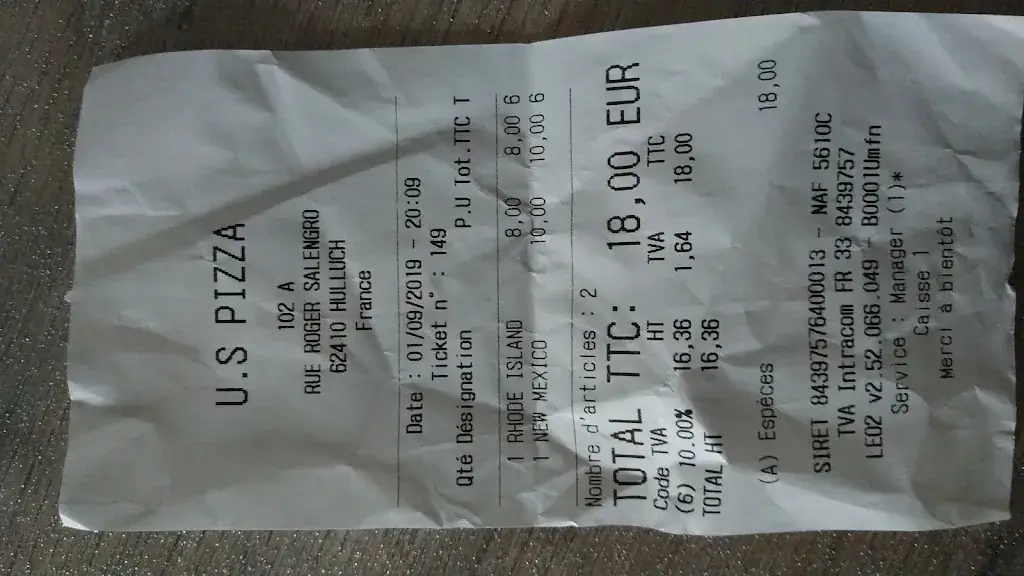 U.S PIZZA
102 A
RUE ROGER SALENGRO
62410 HULLUCH
France
Date : 01/09/2019 - 20:09
Ticket n° : 149
Qté Désignation P.U Tot.TTC T
1 RHODE ISLAND 8,00 8,00 6
1 NEW MEXICO 10,00 10,00 6
Nombre d'articles : 2
TOTAL TTC: 18,00 EUR
Code TVA HT TVA TTC
(6) 10.00% 16,36 1,64 18,00
TOTAL HT 16,36
(A) Espèces 18,00
SIRET 84397576400013 - NAF 5610C
TVA Intracom FR 33 8439757
LEO2 v2.52.066.049 - B0001Umfn
Service : Manager (1)*
Caisse 1
Merci à bientôt